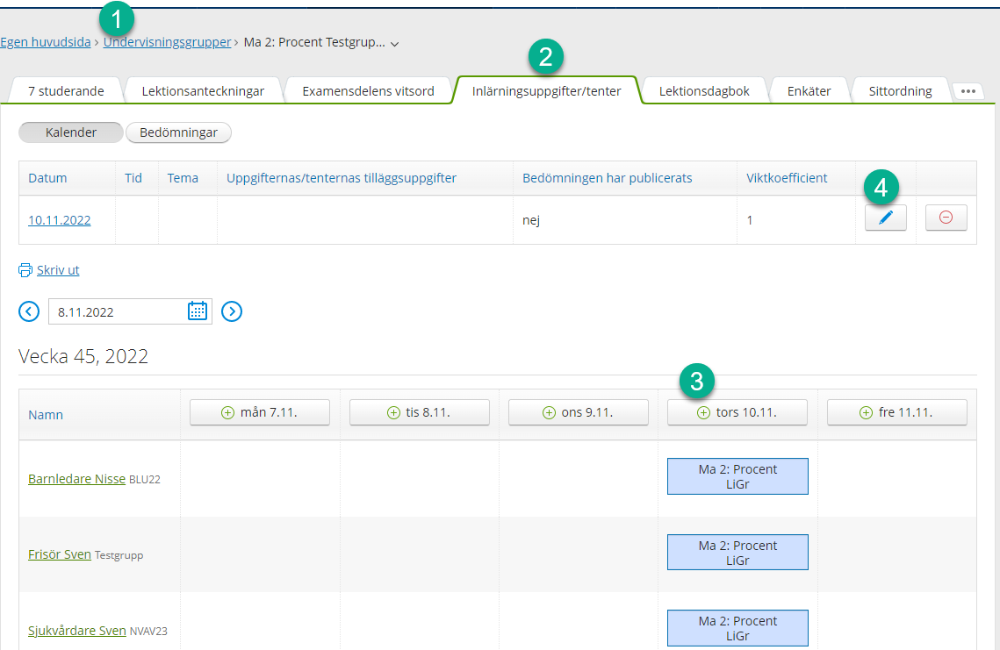 1
Egen huvudsida › Undervisningsgrupper › Ma 2: Procent Testgrup...
2
7 studerande Lektionsanteckningar Examensdelens vitsord Inlärningsuppgifter/tenter Lektionsdagbok Enkäter Sittordning •••
Kalender Bedömningar
Datum Tid Tema Uppgifternas/tenternas tilläggsuppgifter Bedömningen har publicerats Viktkoefficient
4
10.11.2022 nej 1
Skriv ut
8.11.2022
Vecka 45, 2022
3
Namn mån 7.11. tis 8.11. ons 9.11. tors 10.11. fre 11.11.
Barnledare Nisse BLU22
Ma 2: Procent
LiGr
Frisör Sven Testgrupp
Ma 2: Procent
LiGr
Sjukvårdare Sven NVAV23
Ma 2: Procent
LiGr